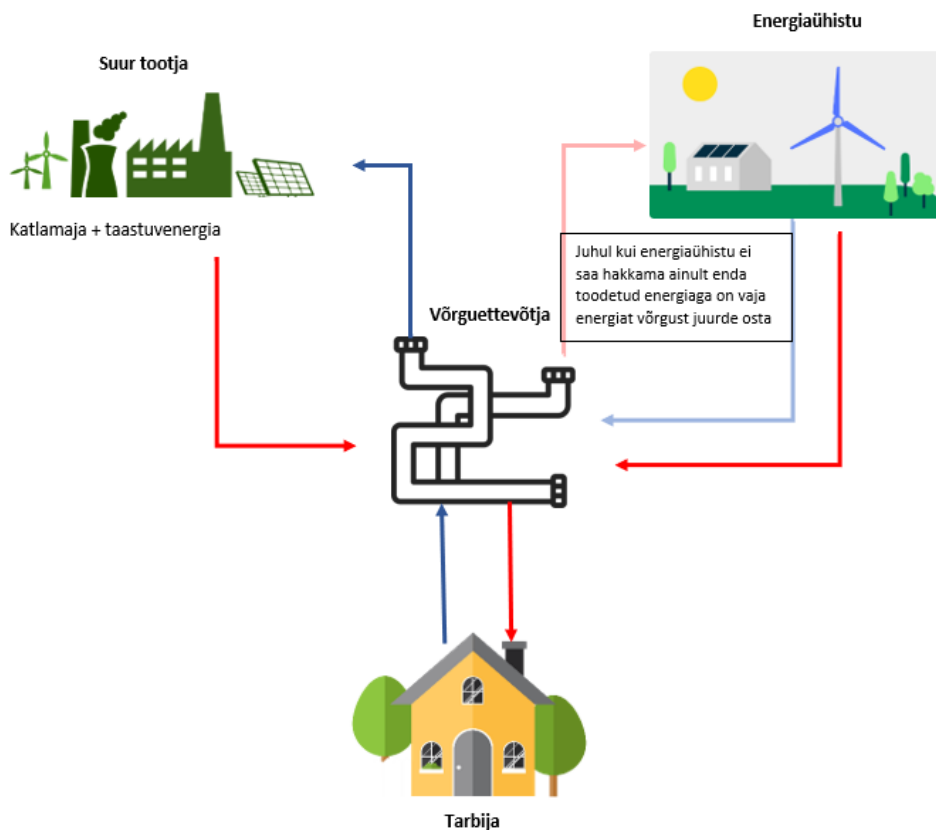 Energiaühistu
Suur tootja
Katlamaja + taastuvenergia
Juhul kui energiaühistu ei
saa hakkama ainult enda
toodetud energiaga on vaja
energiat võrgust juurde osta
Võrguettevõtja
Tarbija